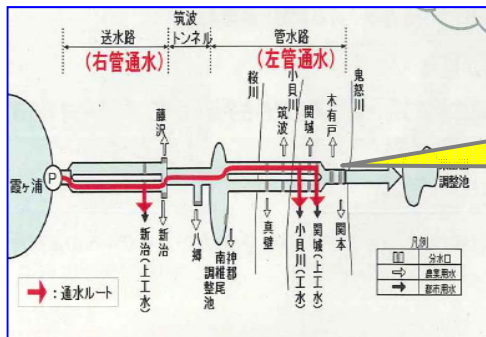 送水路
(右管通水)
筑波
トンネル
管水路
(左管通水)
桜川
小貝川
鬼怒川
藤沢
筑波
関城
木有戸
P
霞ヶ浦
新治(上工水)
新治
八郷
南椎尾
調整池
神郡
真壁
小貝川(工水)
関城(上工水)
関本
調整池
:通水ルート
凡例
分水口
農業用水
都市用水